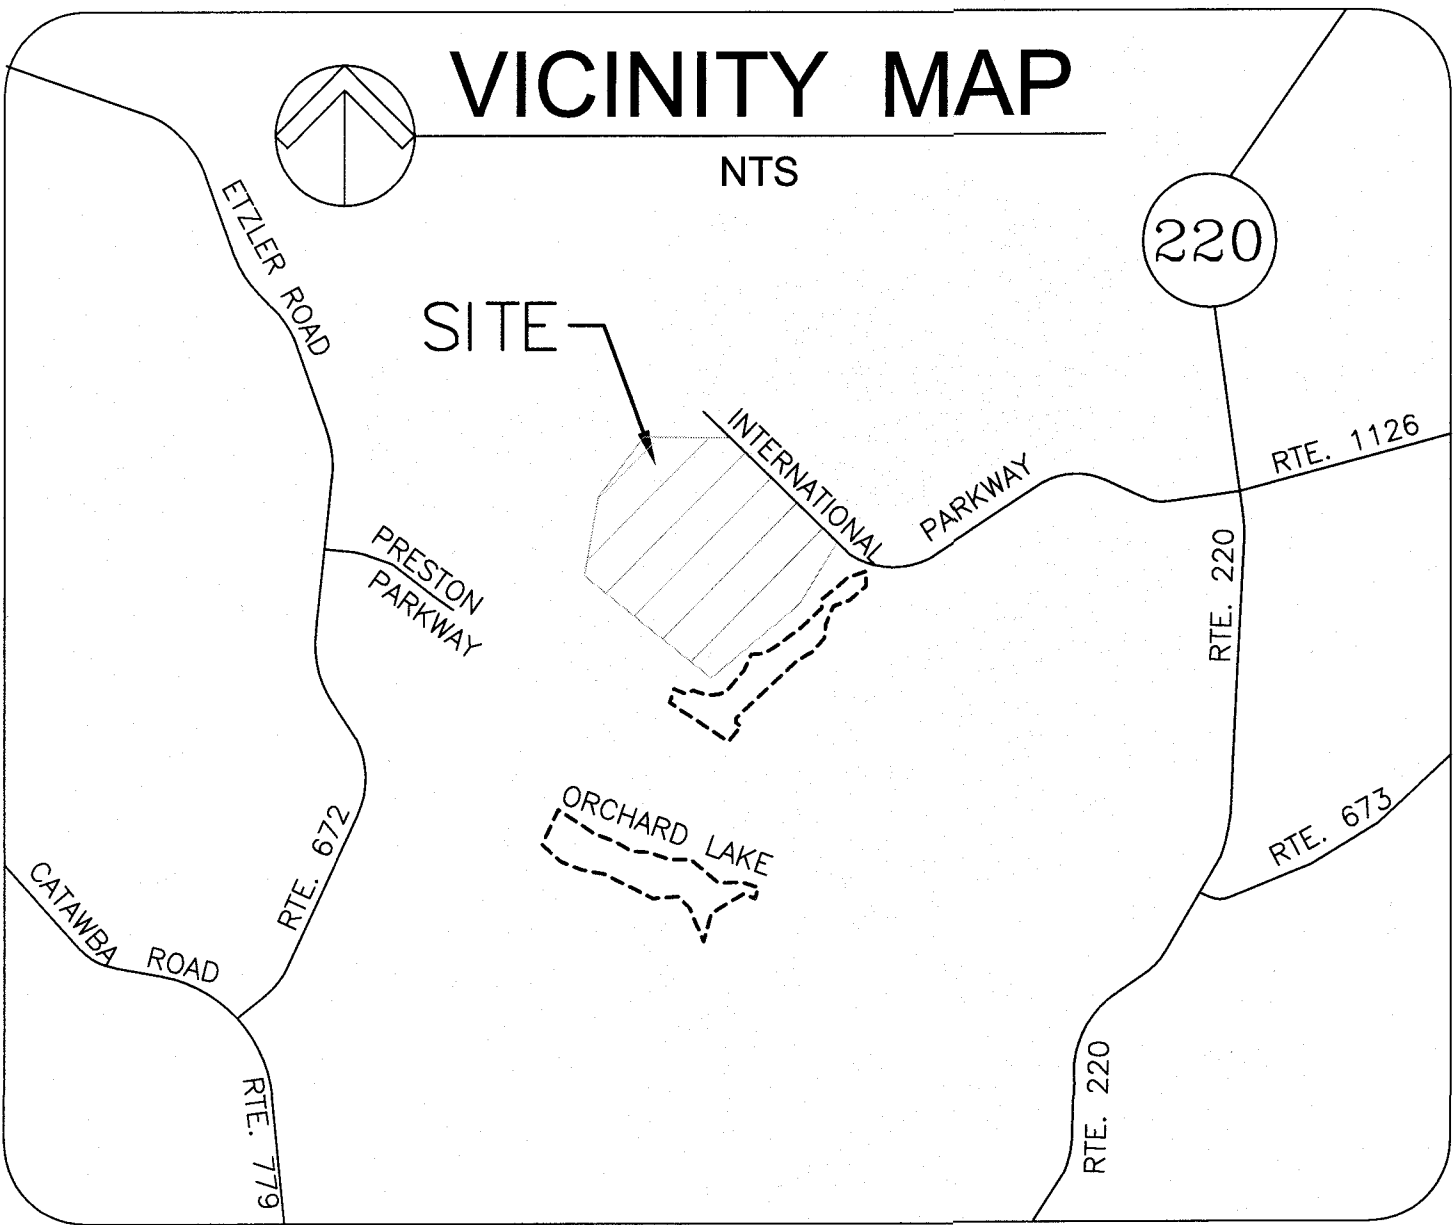 VICINITY MAP
NTS
220
ETZLER ROAD
SITE
INTERNATIONAL PARKWAY
RTE. 1126
PRESTON
PARKWAY
RTE. 220
ORCHARD LAKE
RTE. 672
RTE. 673
CATAWBA ROAD
RTE. 220
RTE. 779